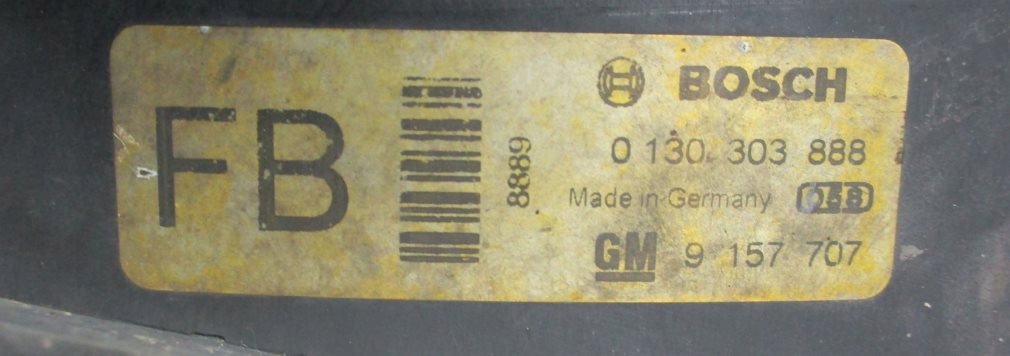 FB
8889
BOSCH
0 130 303 888
Made in Germany
GM 9 157 707